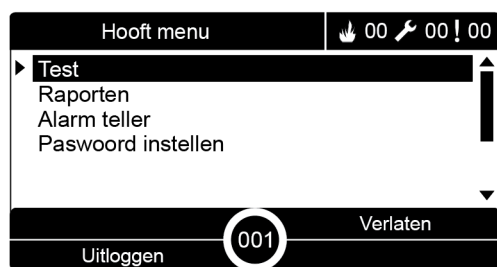 Hooft menu 00 00 ! 00
Test
Raporten
Alarm teller
Paswoord instellen
Verlaten
001
Uitloggen